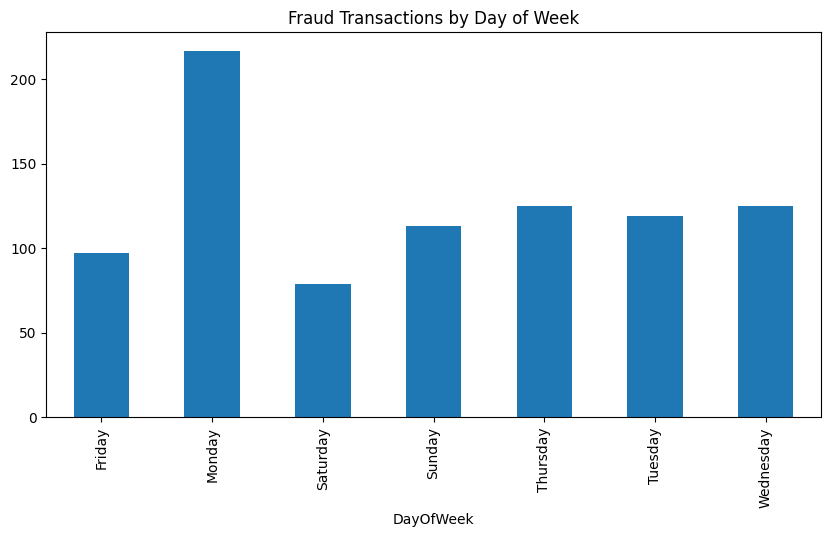 Fraud Transactions by Day of Week
200
150
100
50
0
Friday
Monday
Saturday
Sunday
Thursday
Tuesday
Wednesday
DayOfWeek